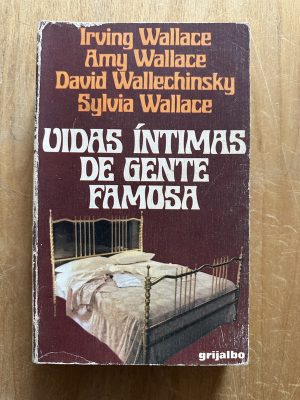 Irving Wallace
Amy Wallace
David Wallechinsky
Sylvia Wallace
VIDAS ÍNTIMAS
DE GENTE
FAMOSA
grijalbo